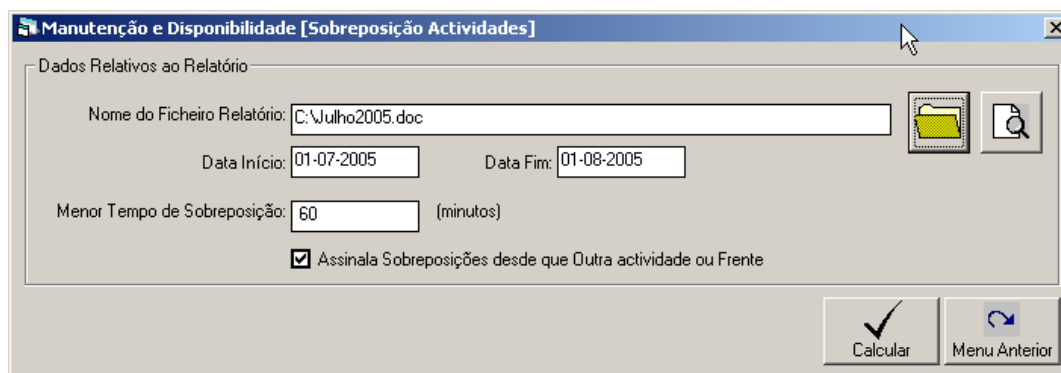 Manutenção e Disponibilidade [Sobreposição Actividades]
Dados Relativos ao Relatório
Nome do Ficheiro Relatório: C:\Julho2005.doc
Data Início: 01-07-2005 Data Fim: 01-08-2005
Menor Tempo de Sobreposição: 60 (minutos)
Assinala Sobreposições desde que Outra actividade ou Frente
Calcular Menu Anterior